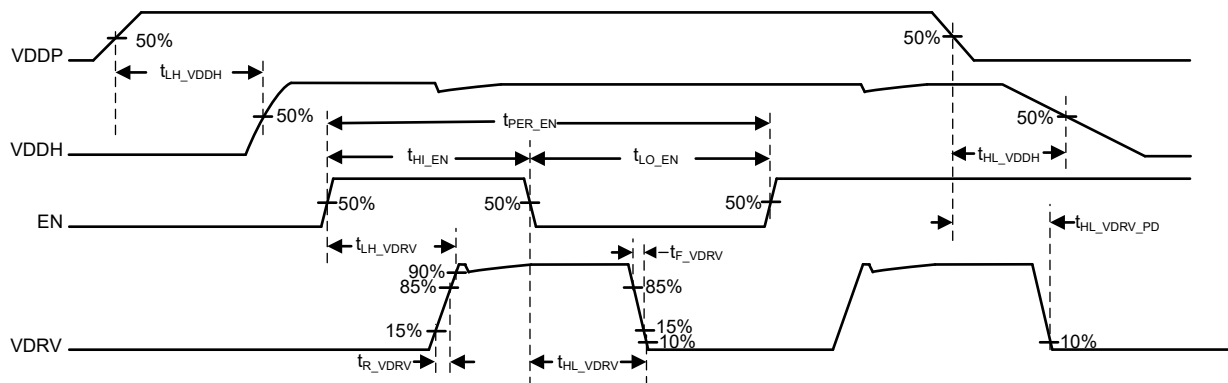 VDDP
50%
50%
tLH_VDDH
VDDH
50%
50%
tPER_EN
tHI_EN
tLO_EN
tHL_VDDH
EN
50%
50%
50%
tLH_VDRV
tHL_VDRV_PD
tF_VDRV
90%
85%
85%
15%
15%
10%
10%
VDRV
tR_VDRV
tHL_VDRV